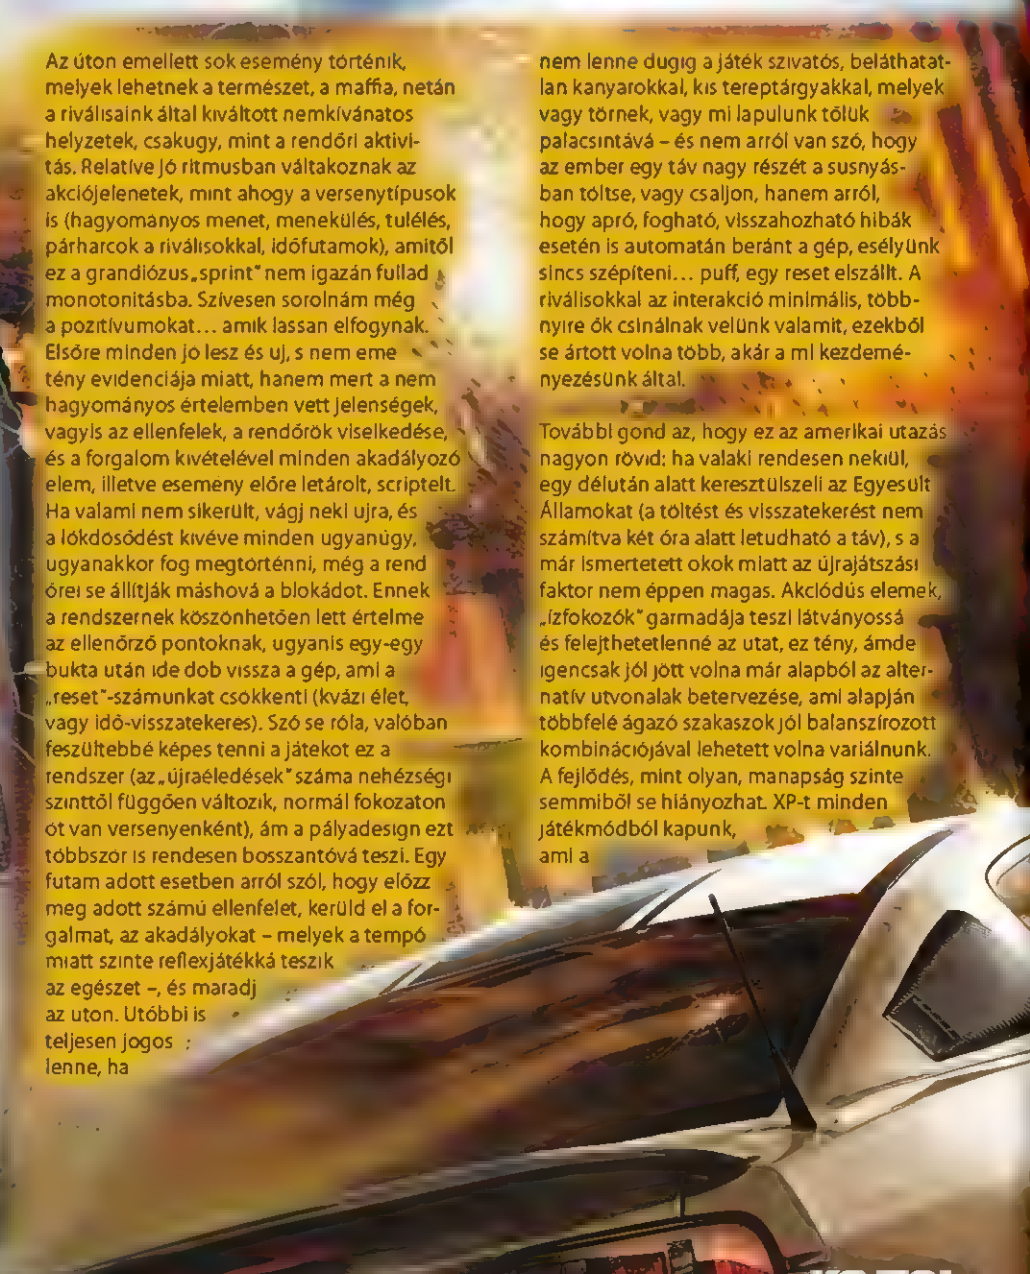 Az úton emellett sok esemény történik,
melyek lehetnek a természet, a maffia, netán
a riválisaink által kiváltott nemkívánatos
helyzetek, csakugy, mint a rendőri aktivi-
tás. Relatíve jó ritmusban váltakoznak az
akciójelenetek, mint ahogy a versenytípusok
is (hagyományos menet, menekülés, tulélés,
párharcok a riválisokkal, időfutamok), amitől
ez a grandiózus „sprint" nem igazán fullad
monotonitásba. Szívesen sorolnám még
a pozitívumokat... amik lassan elfogynak.
Elsőre minden jó lesz és uj, s nem eme
tény evidenciája miatt, hanem mert a nem
hagyományos értelemben vett jelenségek,
vagyis az ellenfelek, a rendőrök viselkedése,
és a forgalom kivételével minden akadályozó
elem, illetve esemény előre letárolt, scriptelt.
Ha valami nem sikerült, vágj neki ujra, és
a lökdösődést kivéve minden ugyanúgy,
ugyanakkor fog megtörténni, még a rend
őrei se állítják máshová a blokádot. Ennek
a rendszernek köszönhetően lett értelme
az ellenőrző pontoknak, ugyanis egy-egy
bukta után ide dob vissza a gép, ami a
„reset"-számunkat csökkenti (kvázi élet,
vagy idő-visszatekeres). Szó se róla, valóban
feszültebbé képes tenni a játekot ez a
rendszer (az „újraéledések" száma nehézségi
szinttől függően változik, normál fokozaton
öt van versenyenként), ám a pályadesign ezt
többször is rendesen bosszantóvá teszi. Egy
futam adott esetben arról szól, hogy előzz
meg adott számú ellenfelet, kerüld el a for-
galmat, az akadályokat – melyek a tempó
miatt szinte reflexjátékká teszik
az egészet –, és maradj
az uton. Utóbbi is
teljesen jogos
lenne, ha
nem lenne dugig a játék szivatós, beláthatat-
lan kanyarokkal, kis tereptárgyakkal, melyek
vagy törnek, vagy mi lapulunk tőlük
palacsintává – és nem arról van szó, hogy
az ember egy táv nagy részét a susnyás-
ban töltse, vagy csaljon, hanem arról,
hogy apró, fogható, visszahozható hibák
esetén is automatán beránt a gép, esélyünk
sincs szépíteni... puff, egy reset elszállt. A
riválisokkal az interakció minimális, több-
nyire ők csinálnak velünk valamit, ezekből
se ártott volna több, akár a mi kezdemé-
nyezésünk által.
További gond az, hogy ez az amerikai utazás
nagyon rövid: ha valaki rendesen nekiül,
egy délután alatt keresztülszeli az Egyesült
Államokat (a töltést és visszatekerést nem
számítva két óra alatt letudható a táv), s a
már ismertetett okok miatt az újrajátszási
faktor nem éppen magas. Akciódús elemek,
„ízfokozók" garmadája teszi látványossá
és felejthetetlenné az utat, ez tény, ámde
igencsak jól jött volna már alapból az alter-
natív utvonalak betervezése, ami alapján
többfelé ágazó szakaszok jól balanszírozott
kombinációjával lehetett volna variálnunk.
A fejlődés, mint olyan, manapság szinte
semmiből se hiányozhat. XP-t minden
játékmódból kapunk,
ami a